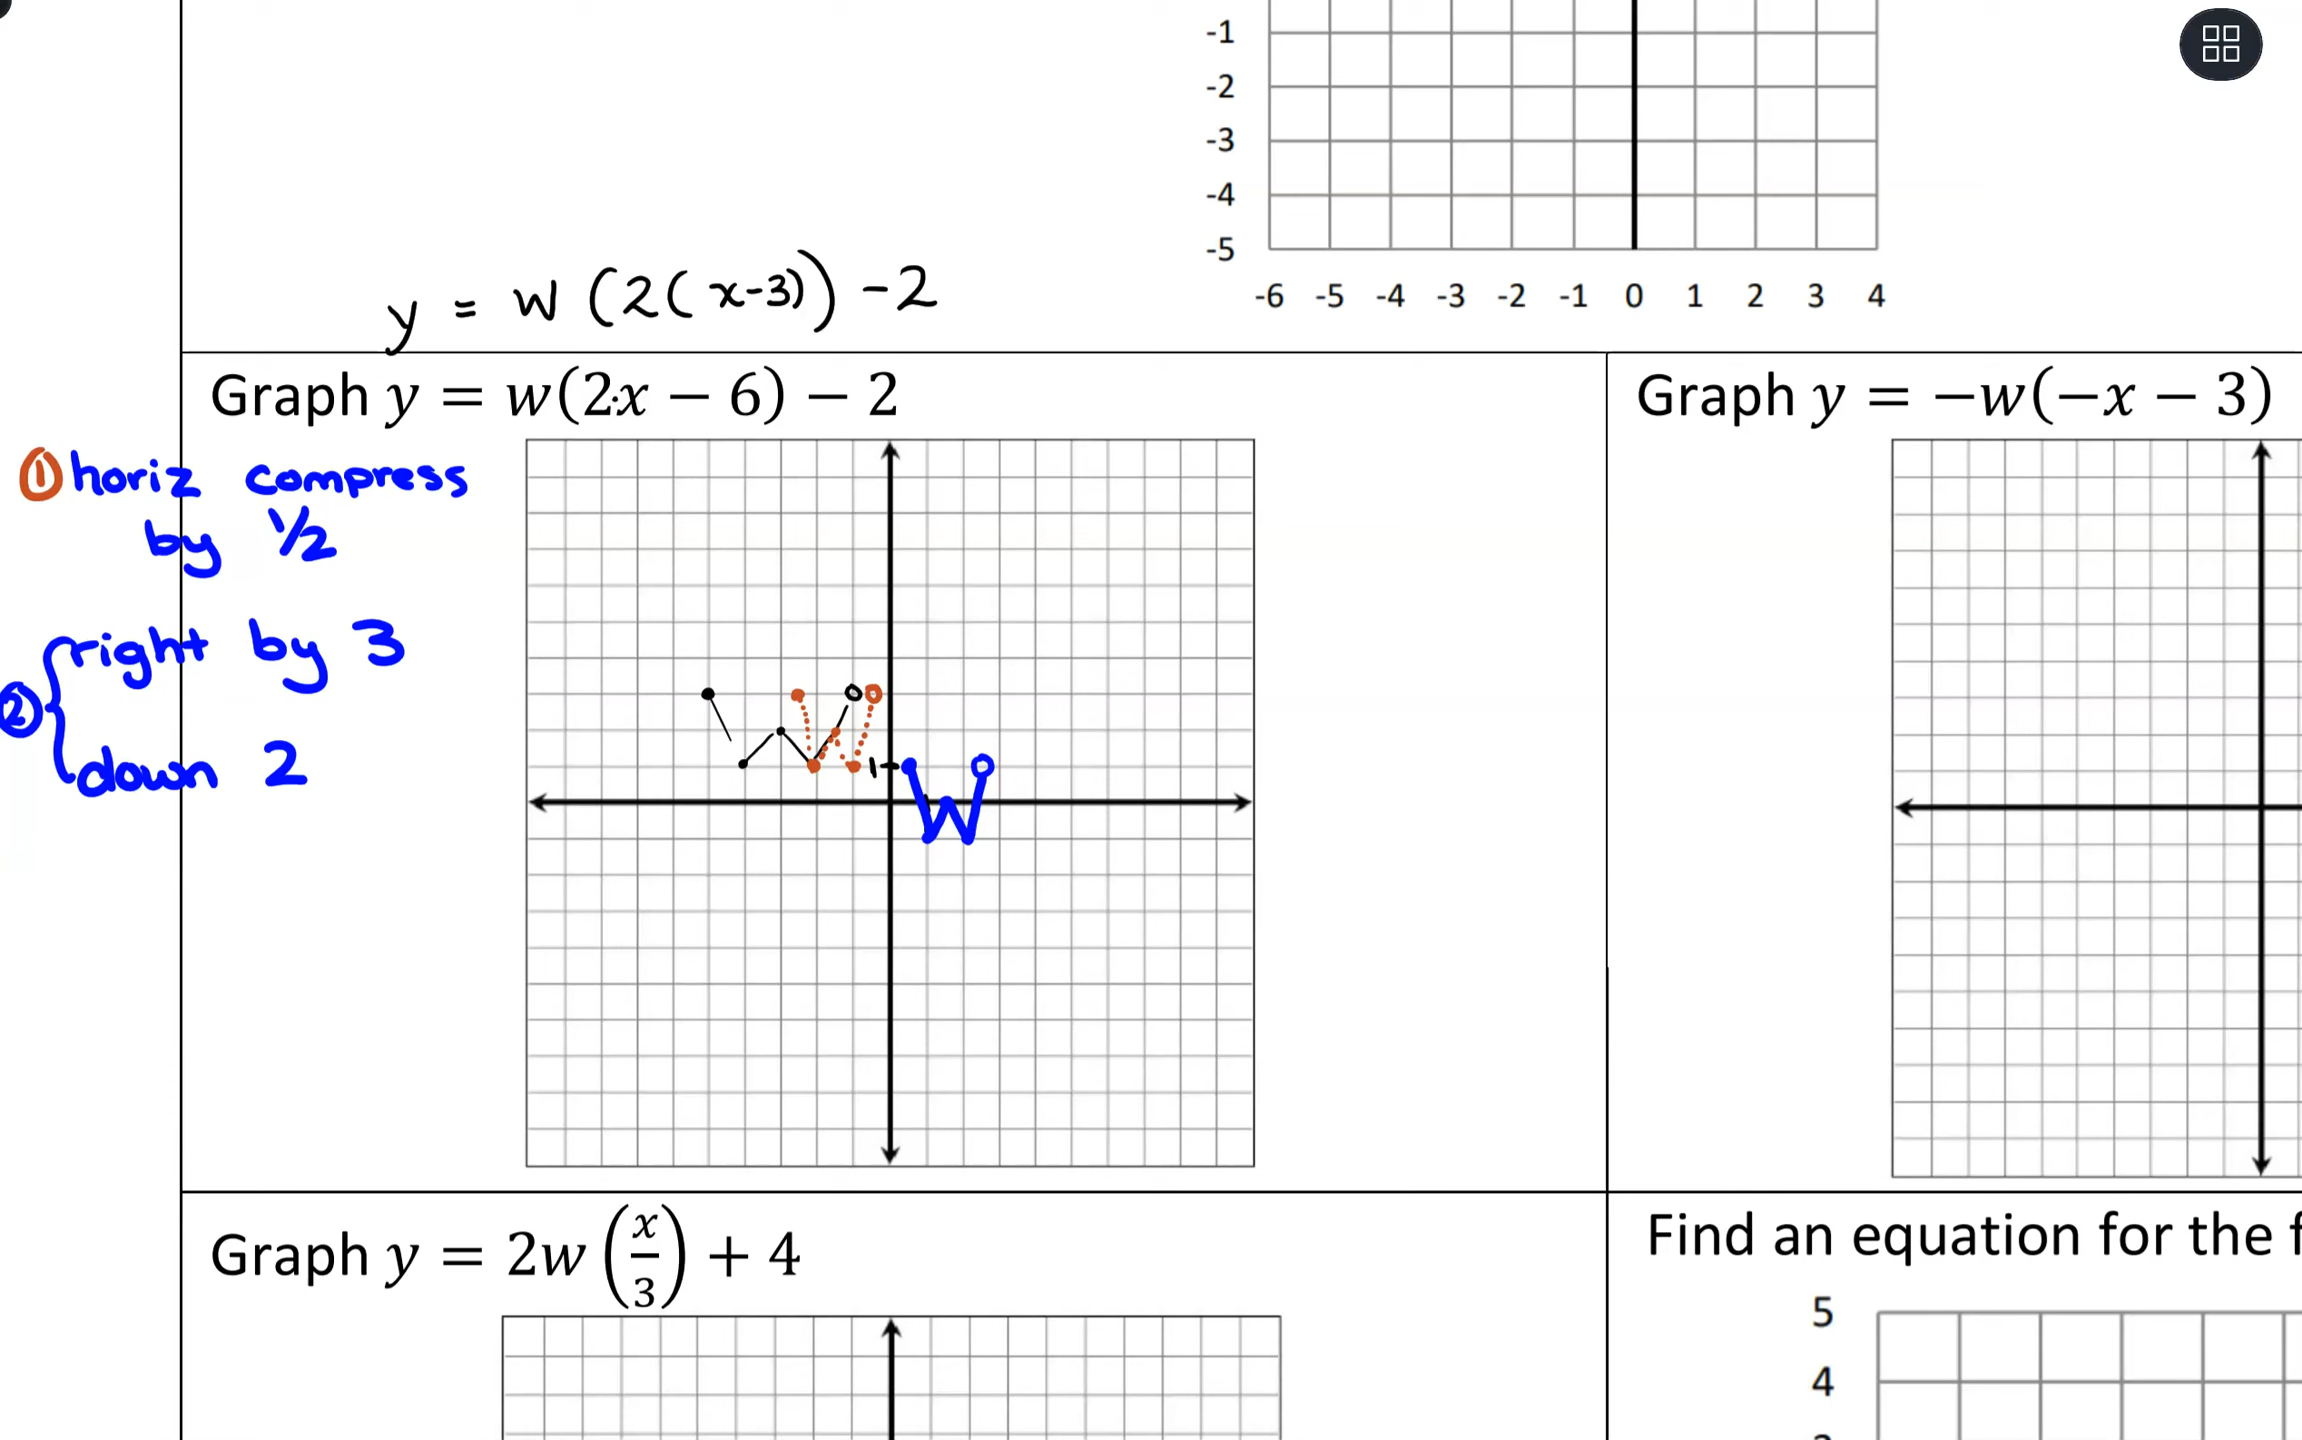 -1
-2
-3
-4
-5
-6 -5 -4 -3 -2 -1 0 1 2 3 4
y = w (2(x-3)) -2
Graph y = w(2x − 6) − 2
Graph y = −w(−x − 3)
① horiz compress
by 1/2
② right by 3
down 2
1
Graph y = 2w (x/3) + 4
Find an equation for the f
5
4